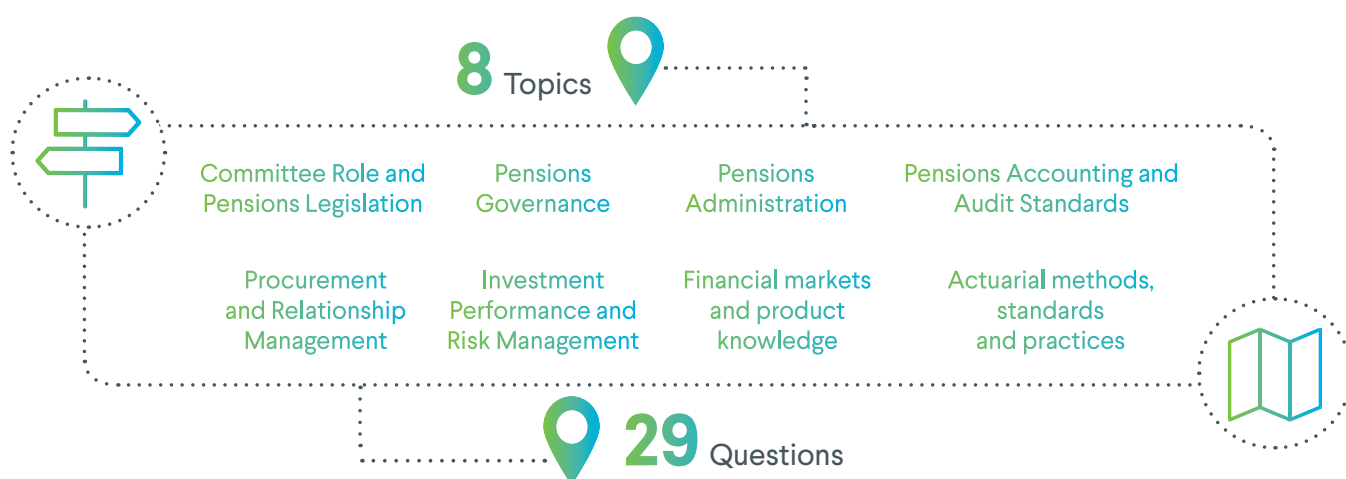 8 Topics
Committee Role and
Pensions Legislation
Pensions
Governance
Pensions
Administration
Pensions Accounting and
Audit Standards
Procurement
and Relationship
Management
Investment
Performance and
Risk Management
Financial markets
and product
knowledge
Actuarial methods,
standards
and practices
29 Questions